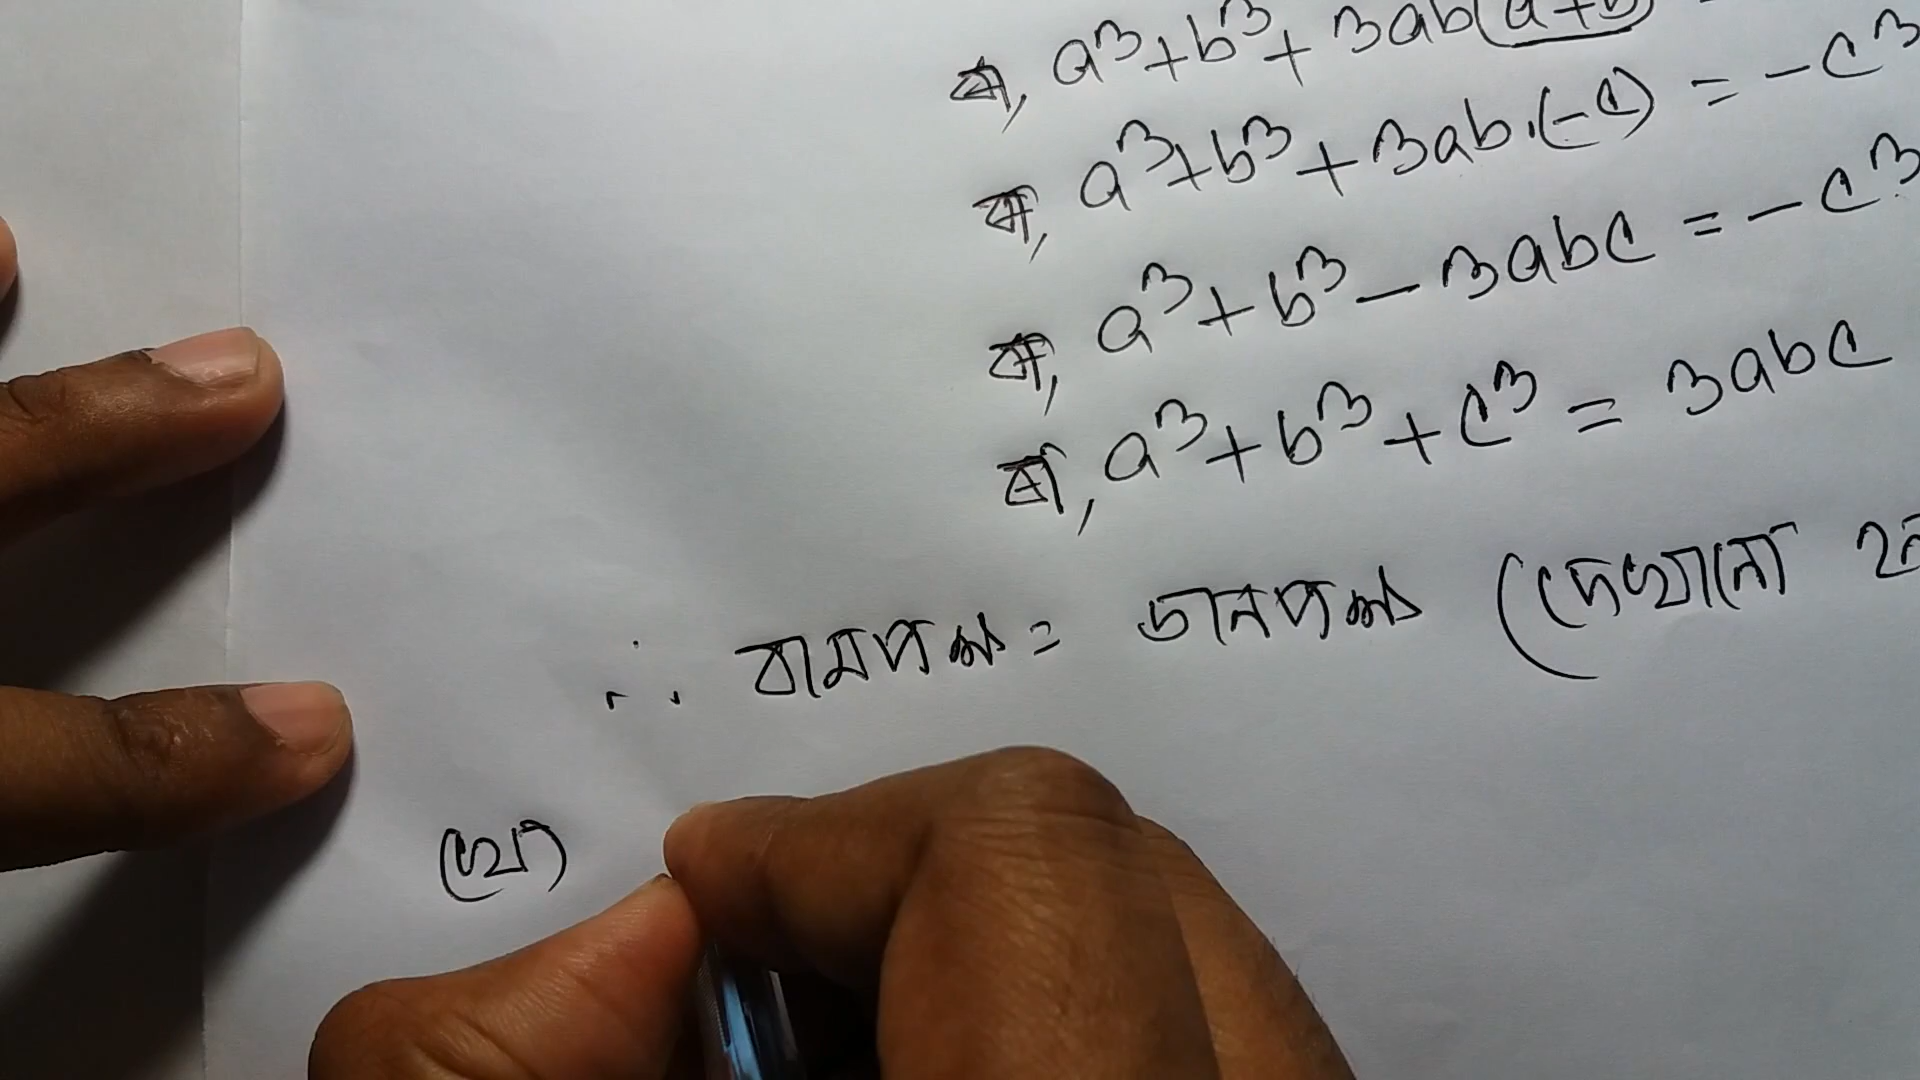 বা, a³+b³+3ab(a+b)
বা, a³+b³+3ab.(-c) = -c³
বা, a³+b³-3abc = -c³
বা, a³+b³+c³ = 3abc
∴ বামপক্ষ = ডানপক্ষ (দেখানো
(খ)